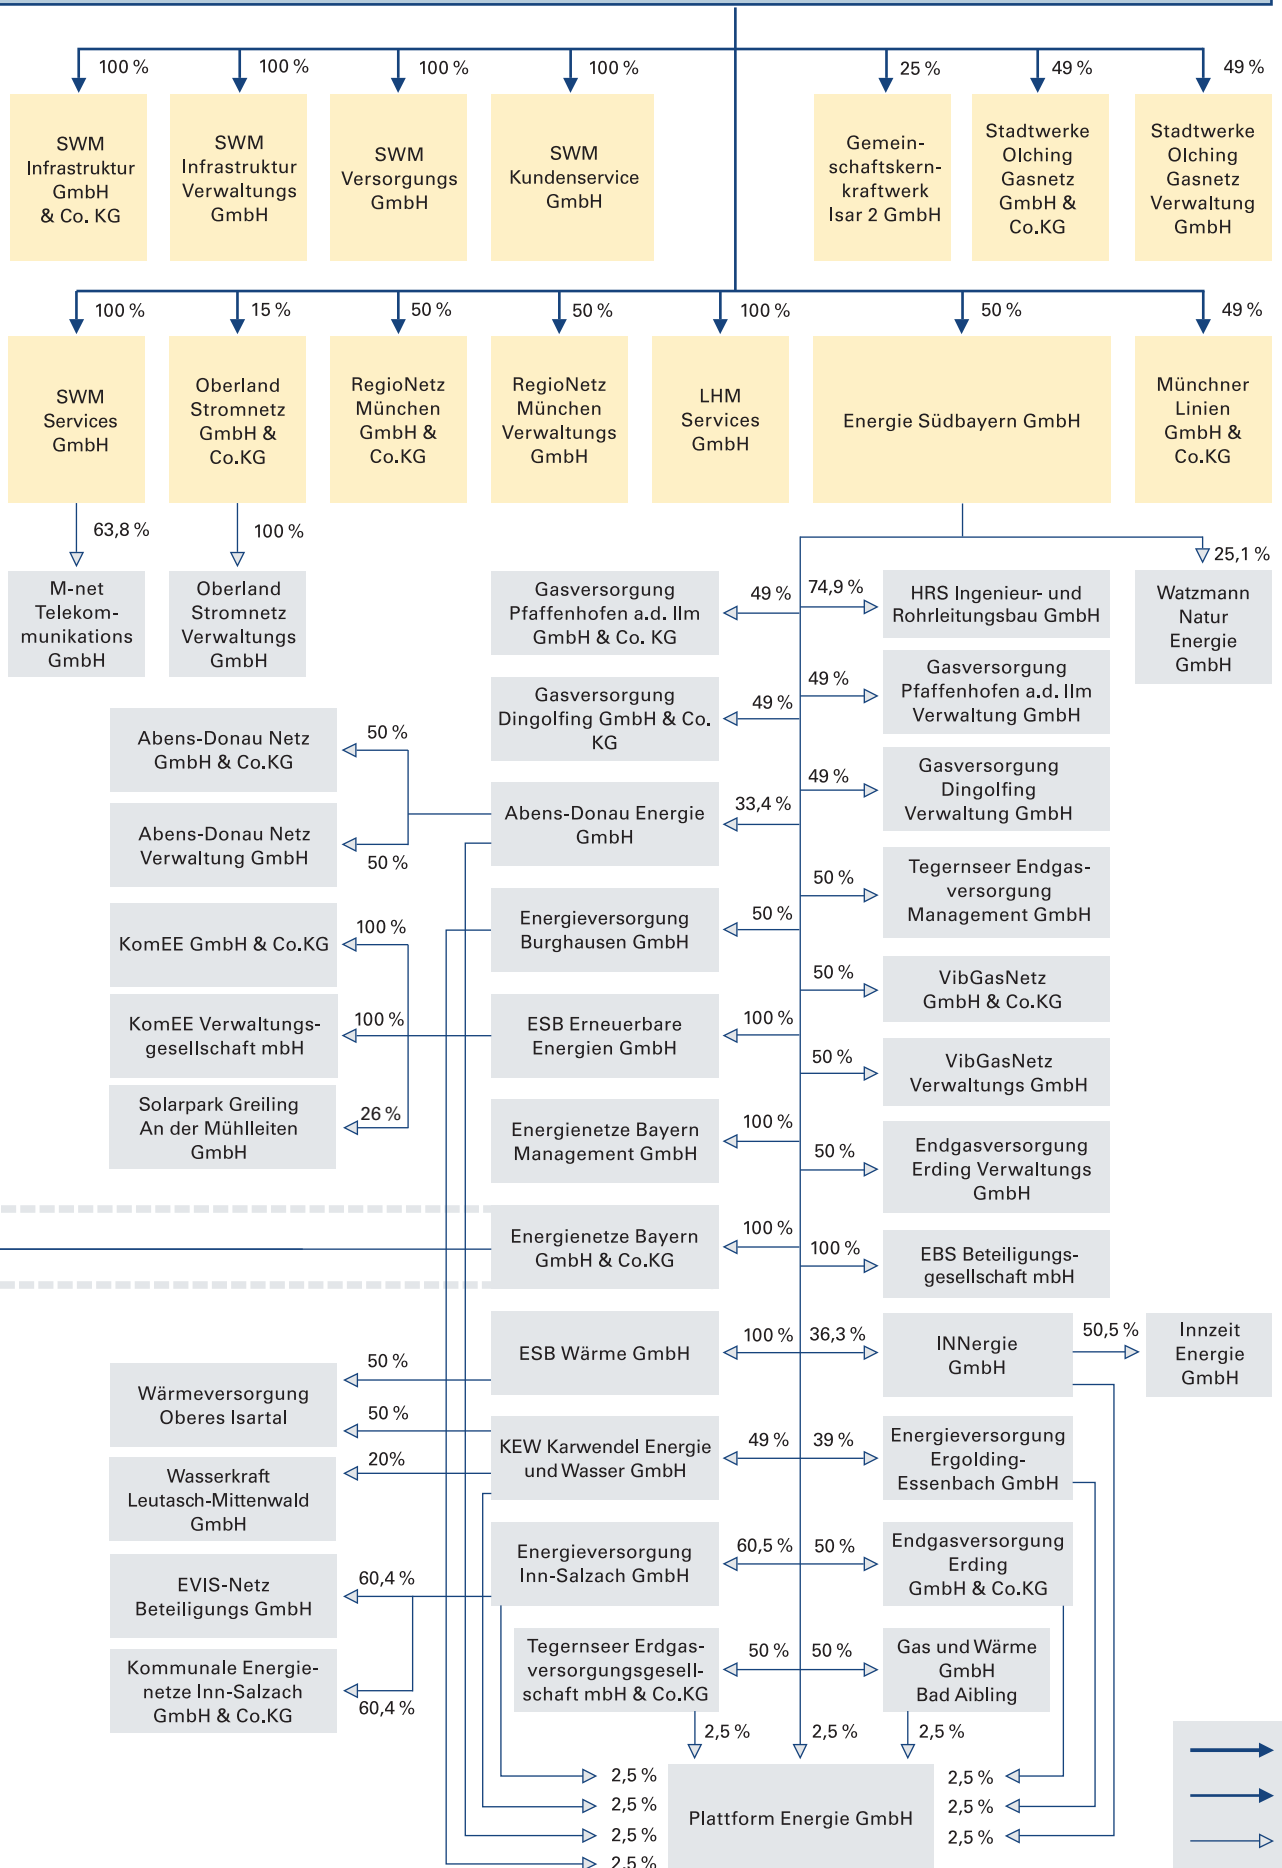 100 %
100 %
100 %
100 %
25 %
49 %
49 %
SWM
Infrastruktur
GmbH
& Co. KG
SWM
Infrastruktur
Verwaltungs
GmbH
SWM
Versorgungs
GmbH
SWM
Kundenservice
GmbH
Gemein-
schaftskern-
kraftwerk
Isar 2 GmbH
Stadtwerke
Olching
Gasnetz
GmbH &
Co.KG
Stadtwerke
Olching
Gasnetz
Verwaltung
GmbH
100 %
15 %
50 %
50 %
100 %
50 %
49 %
SWM
Services
GmbH
Oberland
Stromnetz
GmbH &
Co.KG
RegioNetz
München
GmbH &
Co.KG
RegioNetz
München
Verwaltungs
GmbH
LHM
Services
GmbH
Energie Südbayern GmbH
Münchner
Linien
GmbH &
Co.KG
63,8 %
100 %
25,1 %
M-net
Telekom-
munikations
GmbH
Oberland
Stromnetz
Verwaltungs
GmbH
Gasversorgung
Pfaffenhofen a.d. Ilm
GmbH & Co. KG
49 %
74,9 %
HRS Ingenieur- und
Rohrleitungsbau GmbH
Watzmann
Natur
Energie
GmbH
Gasversorgung
Dingolfing GmbH & Co.
KG
49 %
49 %
Gasversorgung
Pfaffenhofen a.d. Ilm
Verwaltung GmbH
Abens-Donau Netz
GmbH & Co.KG
50 %
Abens-Donau Netz
Verwaltung GmbH
50 %
Abens-Donau Energie
GmbH
33,4 %
49 %
Gasversorgung
Dingolfing
Verwaltung GmbH
50 %
Tegernseer Endgas-
versorgung
Management GmbH
Energieversorgung
Burghausen GmbH
50 %
KomEE GmbH & Co.KG
100 %
50 %
VibGasNetz
GmbH & Co.KG
KomEE Verwaltungs-
gesellschaft mbH
100 %
ESB Erneuerbare
Energien GmbH
100 %
50 %
VibGasNetz
Verwaltungs GmbH
Solarpark Greiling
An der Mühlleiten
GmbH
26 %
Energienetze Bayern
Management GmbH
100 %
50 %
Endgasversorgung
Erding Verwaltungs
GmbH
Energienetze Bayern
GmbH & Co.KG
100 %
100 %
EBS Beteiligungs-
gesellschaft mbH
ESB Wärme GmbH
100 %
36,3 %
INNergie
GmbH
50,5 %
Innzeit
Energie
GmbH
Wärmeversorgung
Oberes Isartal
50 %
50 %
KEW Karwendel Energie
und Wasser GmbH
49 %
39 %
Energieversorgung
Ergolding-
Essenbach GmbH
Wasserkraft
Leutasch-Mittenwald
GmbH
20%
Energieversorgung
Inn-Salzach GmbH
60,5 %
50 %
Endgasversorgung
Erding
GmbH & Co.KG
EVIS-Netz
Beteiligungs GmbH
60,4 %
Kommunale Energie-
netze Inn-Salzach
GmbH & Co.KG
60,4 %
Tegernseer Erdgas-
versorgungsgesell-
schaft mbH & Co.KG
50 %
50 %
Gas und Wärme
GmbH
Bad Aibling
2,5 %
2,5 %
2,5 %
2,5 %
2,5 %
2,5 %
2,5 %
Plattform Energie GmbH
2,5 %
2,5 %
2,5 %